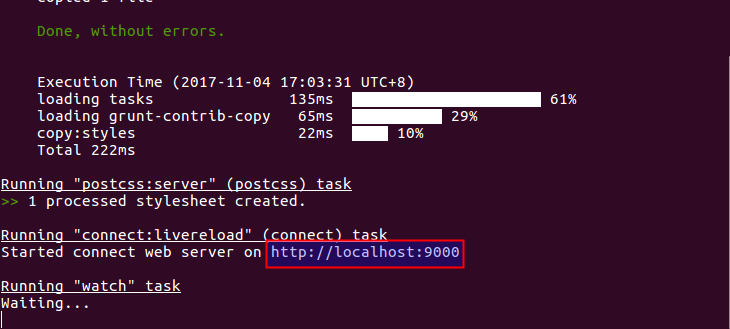 Done, without errors.
Execution Time (2017-11-04 17:03:31 UTC+8)
loading tasks 135ms 61%
loading grunt-contrib-copy 65ms 29%
copy:styles 22ms 10%
Total 222ms
Running "postcss:server" (postcss) task
>> 1 processed stylesheet created.
Running "connect:livereload" (connect) task
Started connect web server on http://localhost:9000
Running "watch" task
Waiting...